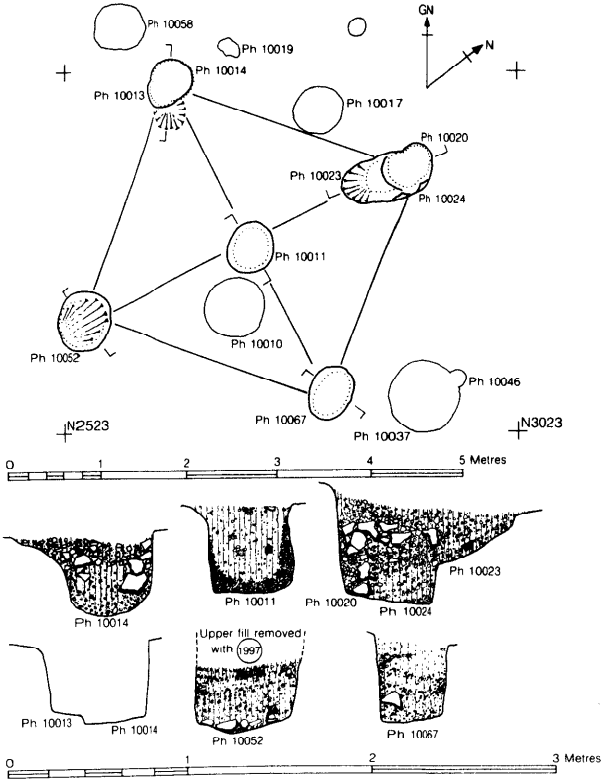 GN
N
Ph 10058
Ph 10019
Ph 10014
Ph 10013
Ph 10017
Ph 10020
Ph 10023
Ph 10024
Ph 10011
Ph 10010
Ph 10052
Ph 10046
Ph 10067
Ph 10037
N2523
N3023
0 1 2 3 4 5 Metres
Ph 10014
Ph 10011
Ph 10020
Ph 10024
Ph 10023
Upper fill removed
with 1997
Ph 10013
Ph 10014
Ph 10052
Ph 10067
0 1 2 3 Metres